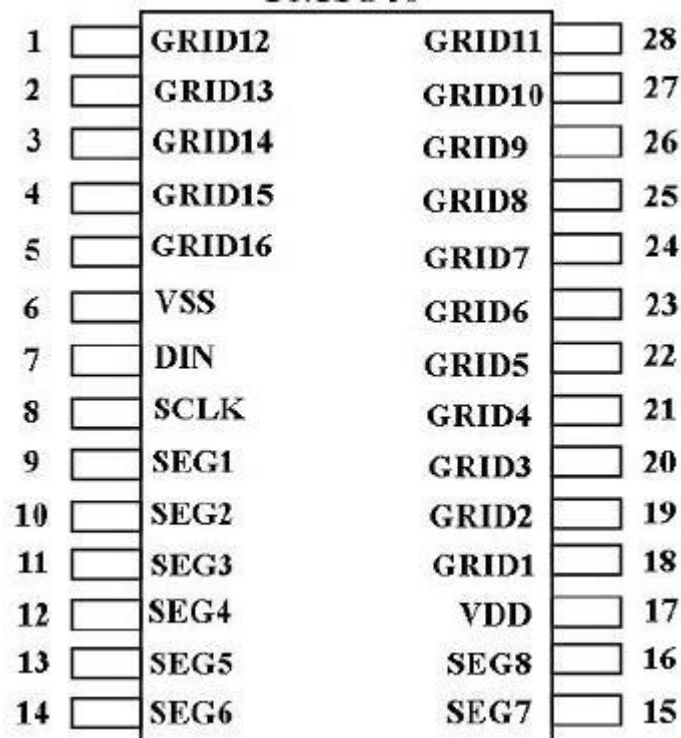 1 GRID12 GRID11 28
2 GRID13 GRID10 27
3 GRID14 GRID9 26
4 GRID15 GRID8 25
5 GRID16 GRID7 24
6 VSS GRID6 23
7 DIN GRID5 22
8 SCLK GRID4 21
9 SEG1 GRID3 20
10 SEG2 GRID2 19
11 SEG3 GRID1 18
12 SEG4 VDD 17
13 SEG5 SEG8 16
14 SEG6 SEG7 15